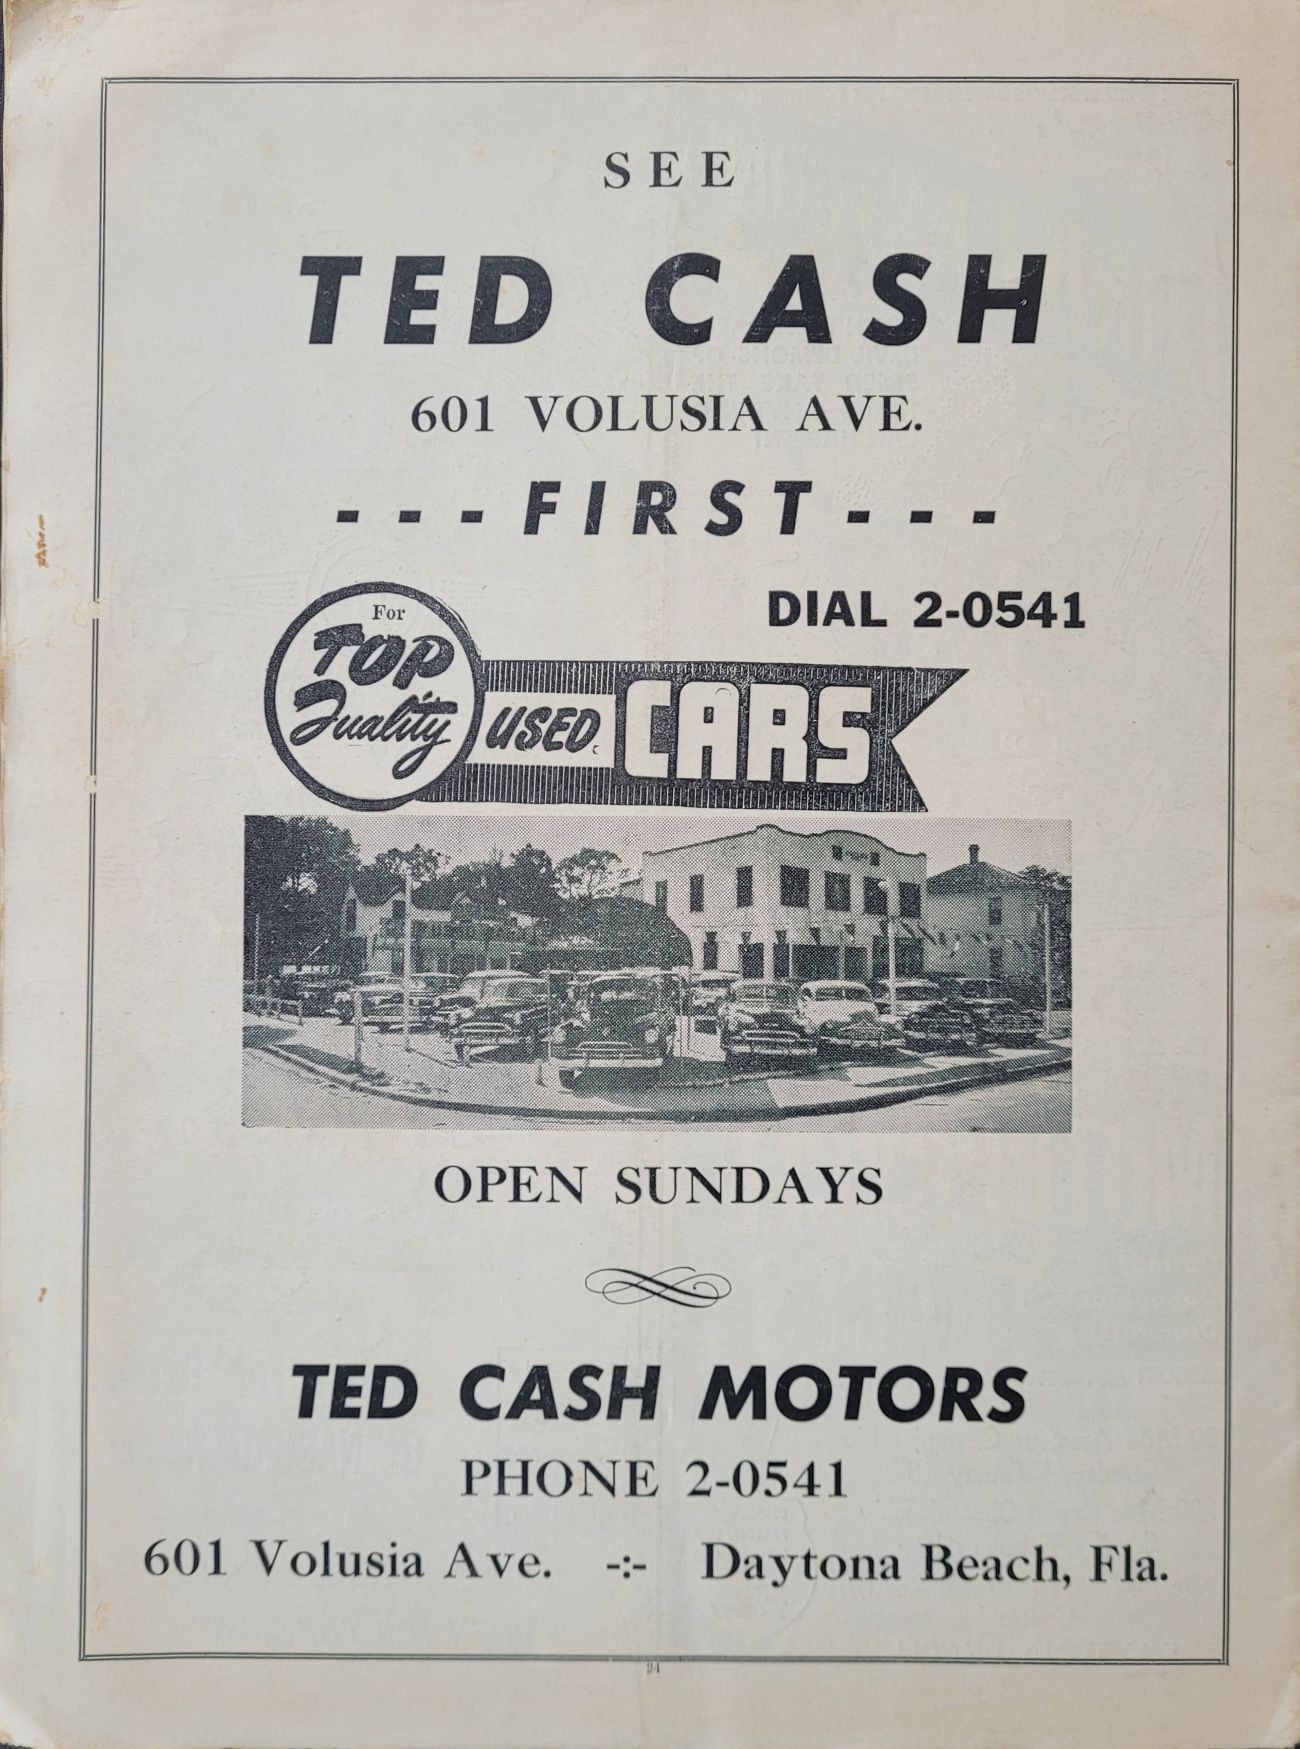 SEE
TED CASH
601 VOLUSIA AVE.
---FIRST---
DIAL 2-0541
For
TOP
Quality
USED
CARS
OPEN SUNDAYS
TED CASH MOTORS
PHONE 2-0541
601 Volusia Ave. -:- Daytona Beach, Fla.
24